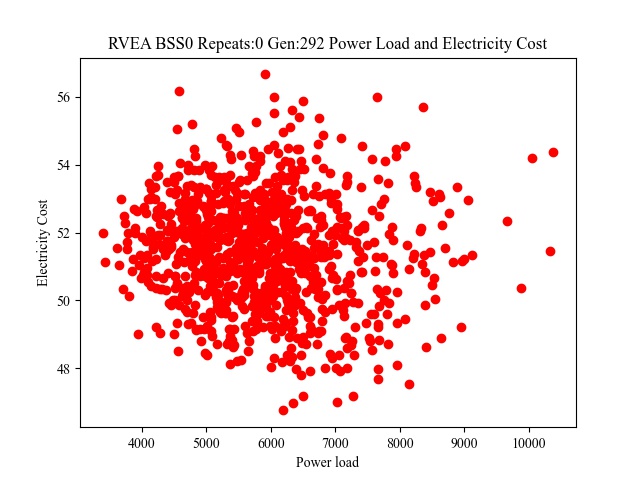 RVEA BSS0 Repeats:0 Gen:292 Power Load and Electricity Cost
56
54
52
50
48
Electricity Cost
4000 5000 6000 7000 8000 9000 10000
Power load